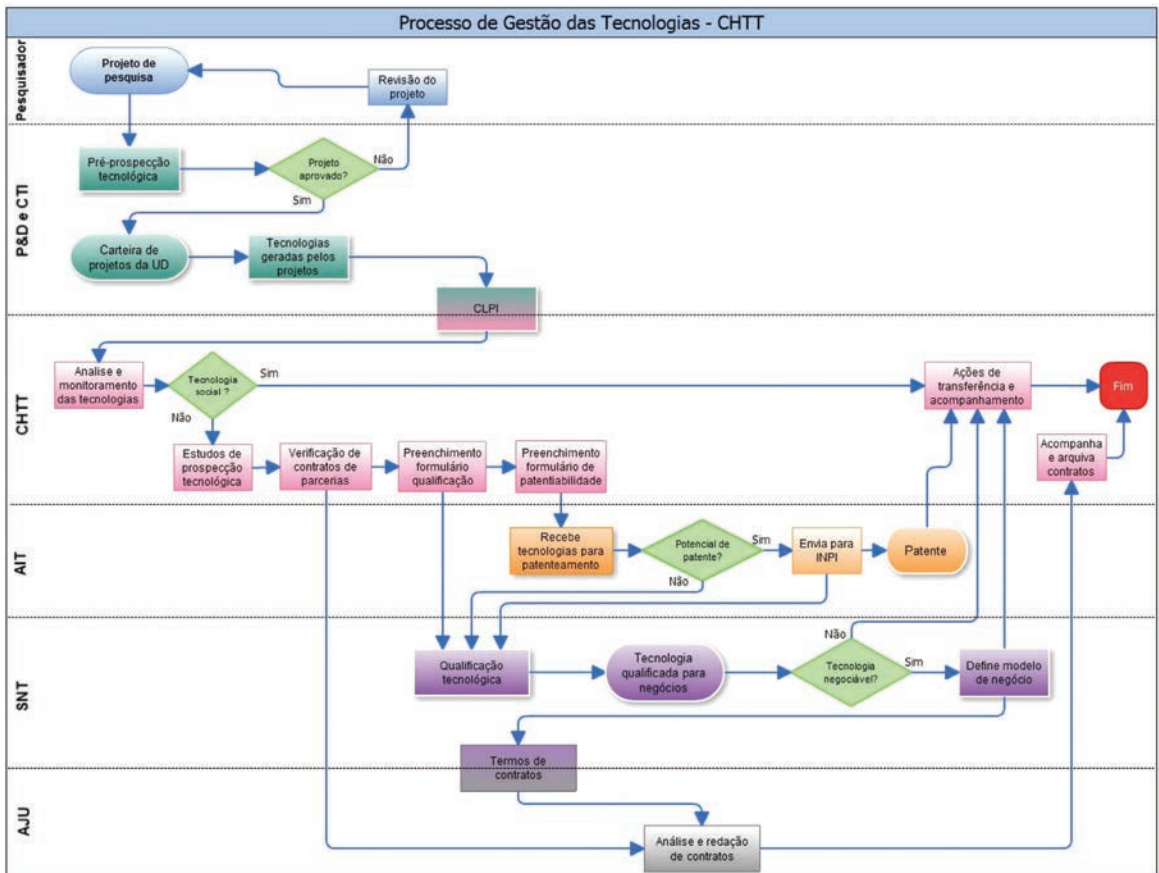 Processo de Gestão das Tecnologias - CHTT
Pesquisador
Projeto de
pesquisa
Revisão do
projeto
P&D e CTI
Pré-prospecção
tecnológica
Projeto
aprovado?
Não
Sim
Carteira de
projetos da UD
Tecnologias
geradas pelos
projetos
CLPI
CHTT
Analise e
monitoramento
das tecnologias
Tecnologia
social ?
Sim
Não
Ações de
transferência e
acompanhamento
Fim
Estudos de
prospecção
tecnológica
Verificação de
contratos de
parcerias
Preenchimento
formulário
qualificação
Preenchimento
formulário de
patentiabilidade
Acompanha
e arquiva
contratos
AIT
Recebe
tecnologias para
patenteamento
Potencial de
patente?
Sim
Não
Envia para
INPI
Patente
SNT
Qualificação
tecnológica
Tecnologia
qualificada para
negócios
Não
Tecnologia
negociável?
Sim
Define modelo
de negócio
Termos de
contratos
AJU
Análise e redação
de contratos